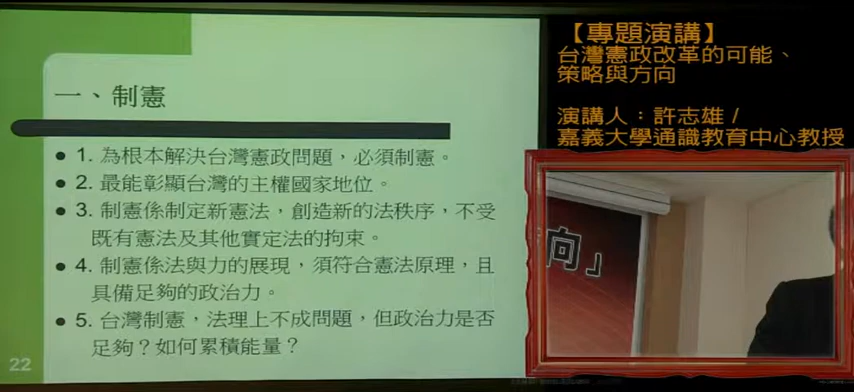 【專題演講】
台灣憲政改革的可能、
策略與方向
演講人：許志雄 /
嘉義大學通識教育中心教授
一、制憲
● 1. 為根本解決台灣憲政問題，必須制憲。
● 2. 最能彰顯台灣的主權國家地位。
● 3. 制憲係制定新憲法，創造新的法秩序，不受
既有憲法及其他實定法的拘束。
● 4. 制憲係法與力的展現，須符合憲法原理，且
具備足夠的政治力。
● 5. 台灣制憲，法理上不成問題，但政治力是否
足夠？如何累積能量？
22
向」